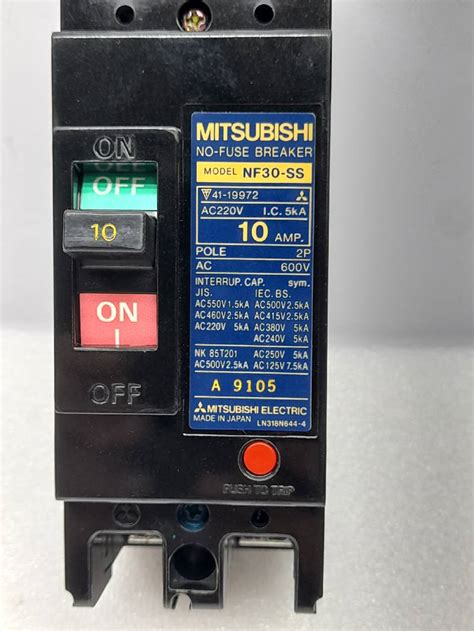 ON
OFF
10
ON
I
OFF
MITSUBISHI
NO-FUSE BREAKER
MODEL NF30-SS
41-19972
AC220V I.C. 5kA
10 AMP.
POLE 2P
AC 600V
INTERRUP. CAP. sym.
JIS. IEC. BS.
AC550V 1.5kA AC500V 2.5kA
AC460V 2.5kA AC415V 2.5kA
AC220V 5kA AC380V 5kA
AC240V 5kA
NK 85T201 AC250V 5kA
AC500V 2.5kA AC125V 7.5kA
A 9105
MITSUBISHI ELECTRIC
MADE IN JAPAN LN318N644-4
PUSH TO TRIP